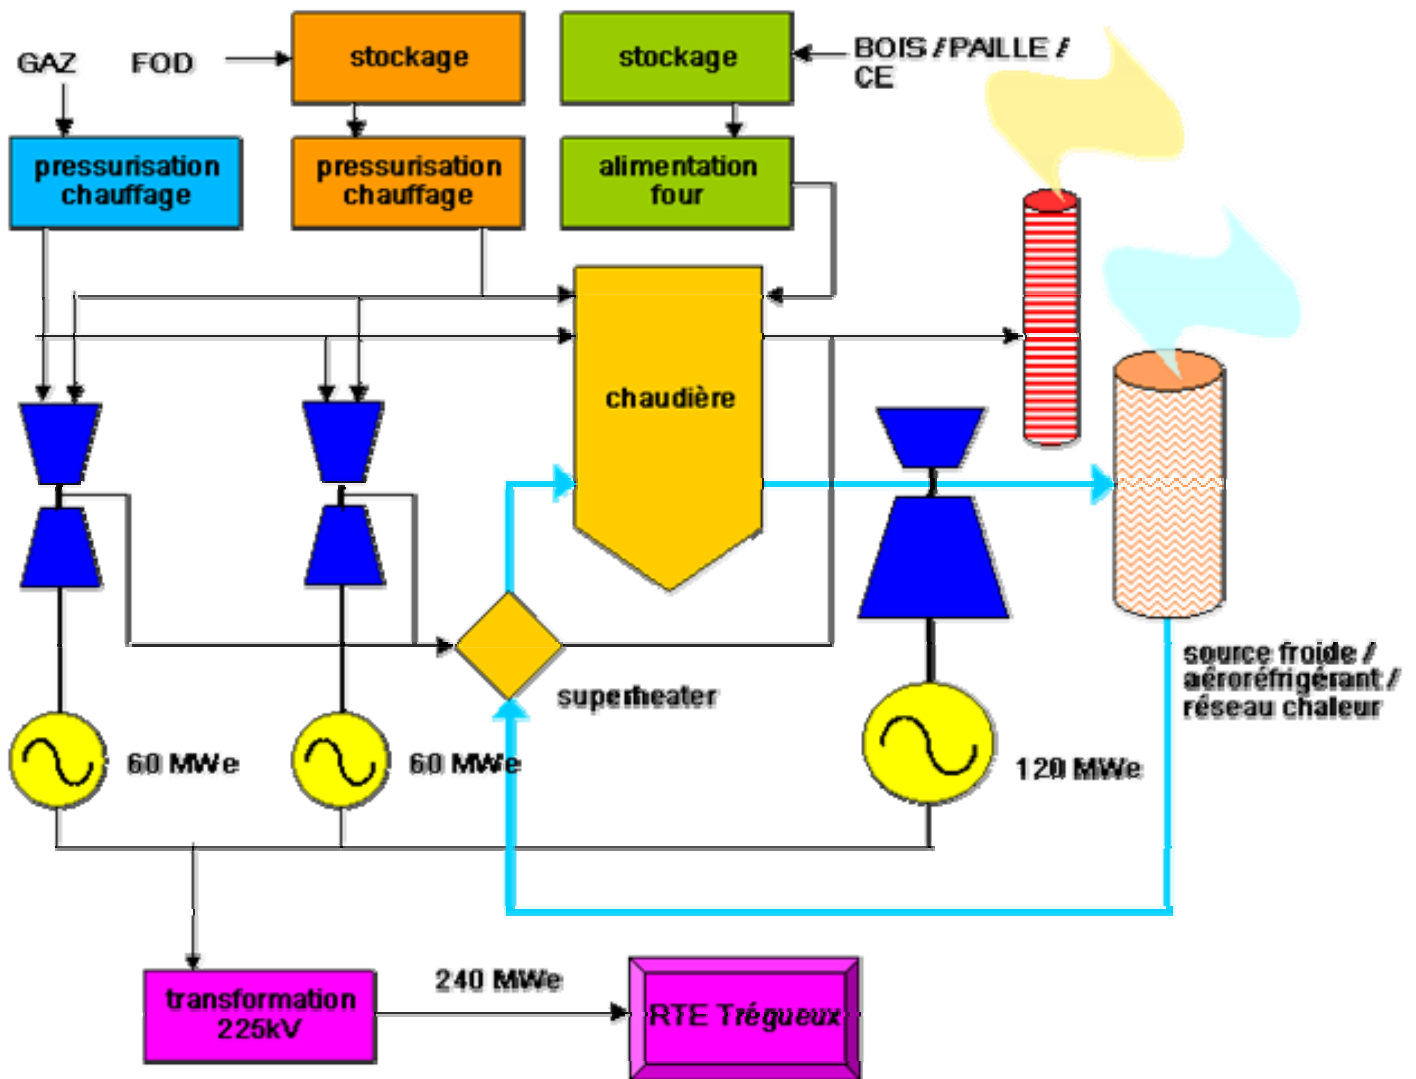 GAZ
FOD
stockage
stockage
BOIS / PAILLE /
CE
pressurisation
chauffage
pressurisation
chauffage
alimentation
four
chaudière
superheater
source froide /
aéroréfrigérant /
réseau chaleur
60 MWe
60 MWe
120 MWe
transformation
225kV
240 MWe
RTE Trégueux